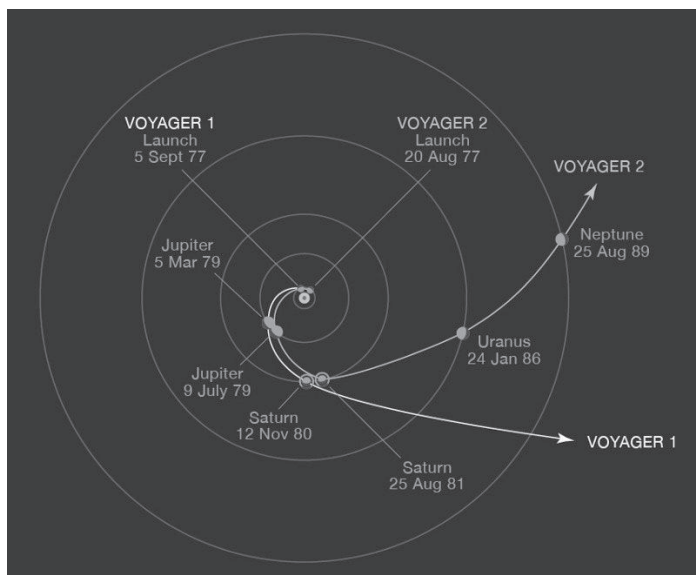 VOYAGER 1
Launch
5 Sept 77
VOYAGER 2
Launch
20 Aug 77
VOYAGER 2
Neptune
25 Aug 89
Jupiter
5 Mar 79
Uranus
24 Jan 86
Jupiter
9 July 79
Saturn
12 Nov 80
VOYAGER 1
Saturn
25 Aug 81